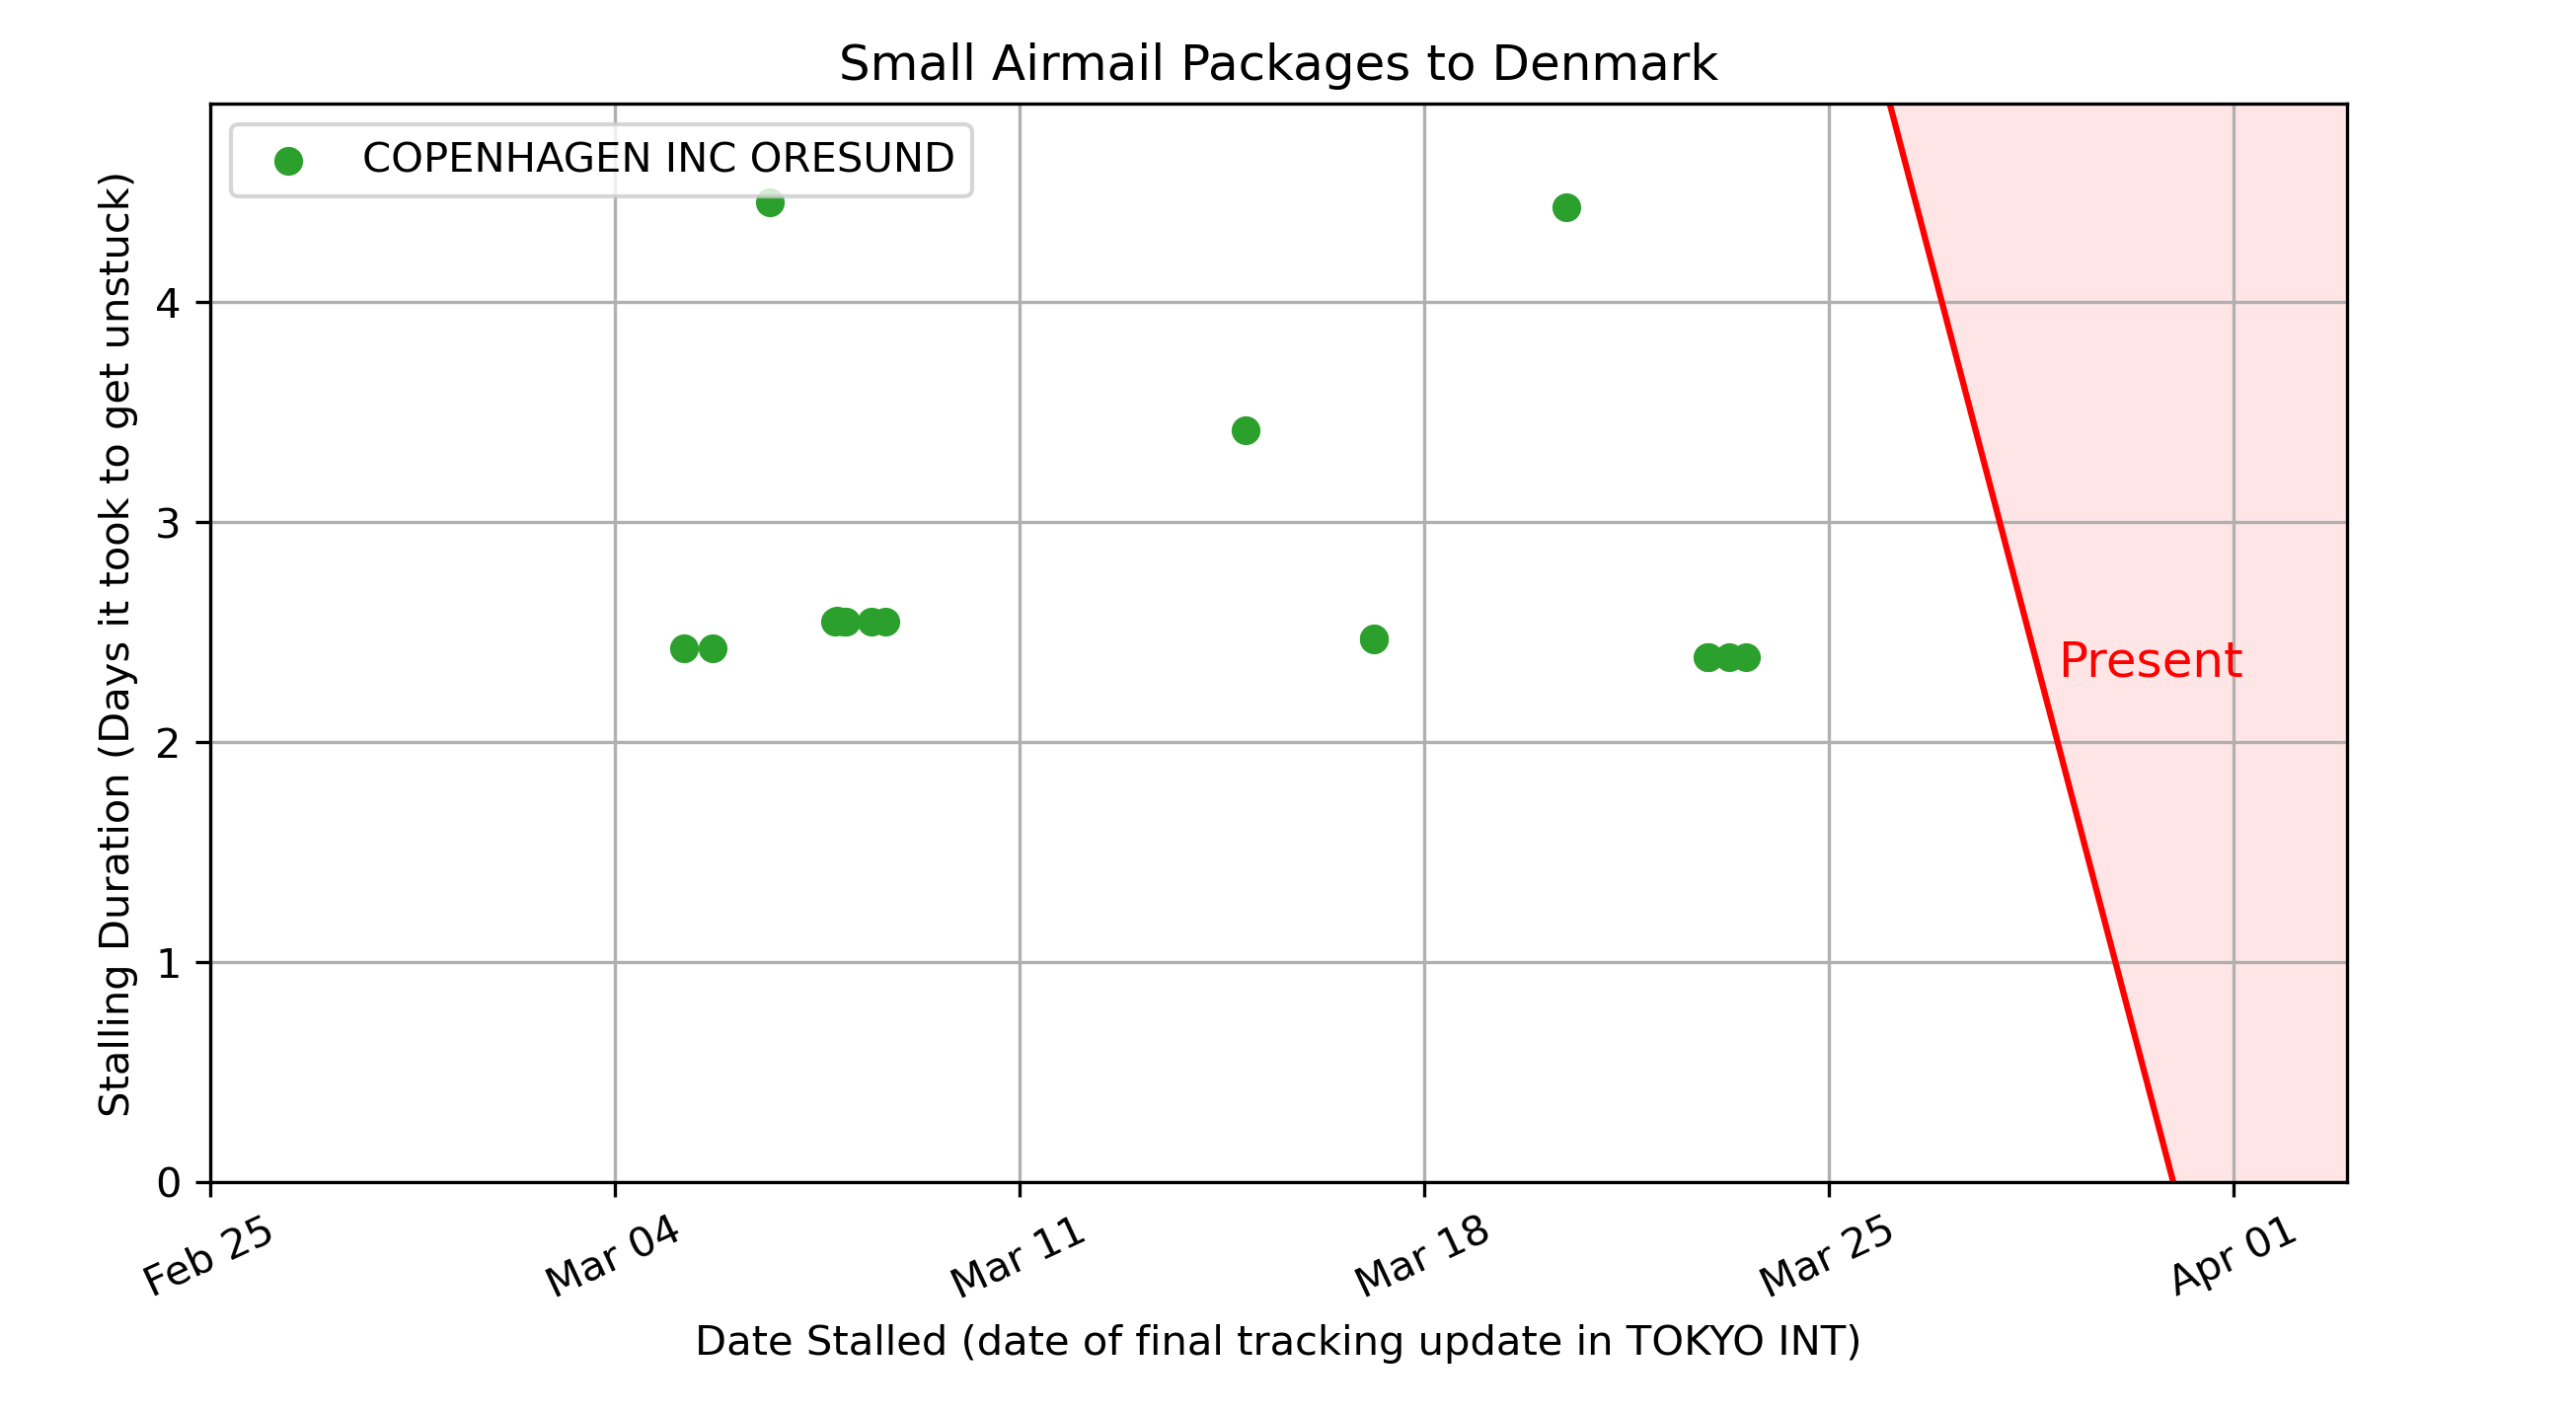 Small Airmail Packages to Denmark
COPENHAGEN INC ORESUND
Stalling Duration (Days it took to get unstuck)
4
3
2
1
0
Present
Feb 25
Mar 04
Mar 11
Mar 18
Mar 25
Apr 01
Date Stalled (date of final tracking update in TOKYO INT)